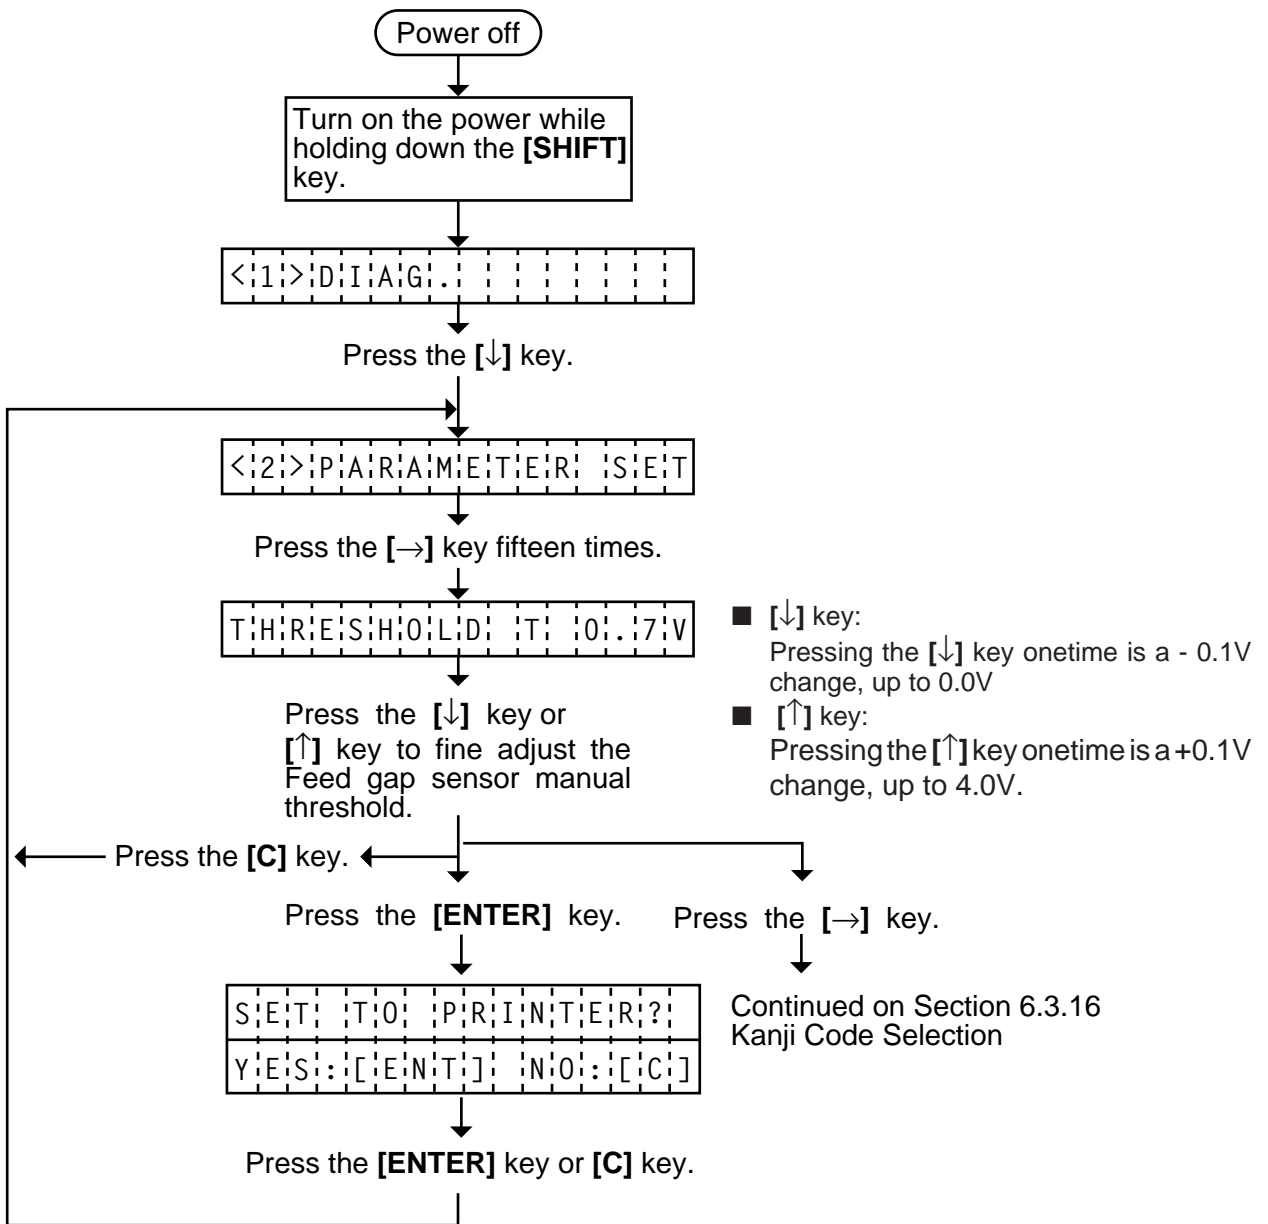 Power off
Turn on the power while
holding down the [SHIFT]
key.
<1>DIAG.
Press the [↓] key.
<2>PARAMETER SET
Press the [→] key fifteen times.
THRESHOLD T 0.7V
■ [↓] key:
Pressing the [↓] key onetime is a - 0.1V
change, up to 0.0V
■ [↑] key:
Pressing the [↑] key onetime is a +0.1V
change, up to 4.0V.
Press the [↓] key or
[↑] key to fine adjust the
Feed gap sensor manual
threshold.
Press the [C] key.
Press the [ENTER] key.
Press the [→] key.
SET TO PRINTER?
YES:[ENT] NO:[C]
Continued on Section 6.3.16
Kanji Code Selection
Press the [ENTER] key or [C] key.